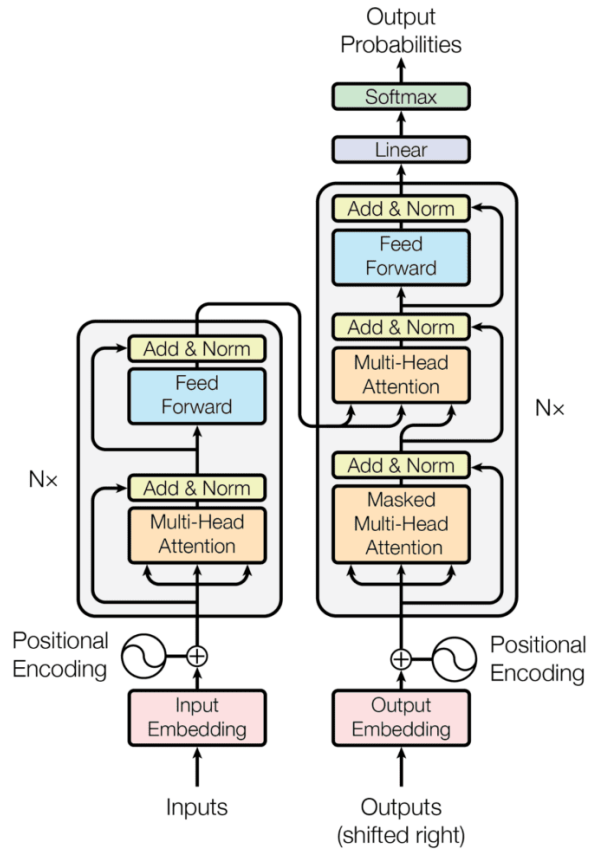 Output
Probabilities
Softmax
Linear
Add & Norm
Feed
Forward
Add & Norm
Multi-Head
Attention
Add & Norm
Masked
Multi-Head
Attention
N×
Positional
Encoding
Output
Embedding
Outputs
(shifted right)
Add & Norm
Feed
Forward
Add & Norm
Multi-Head
Attention
N×
Positional
Encoding
Input
Embedding
Inputs